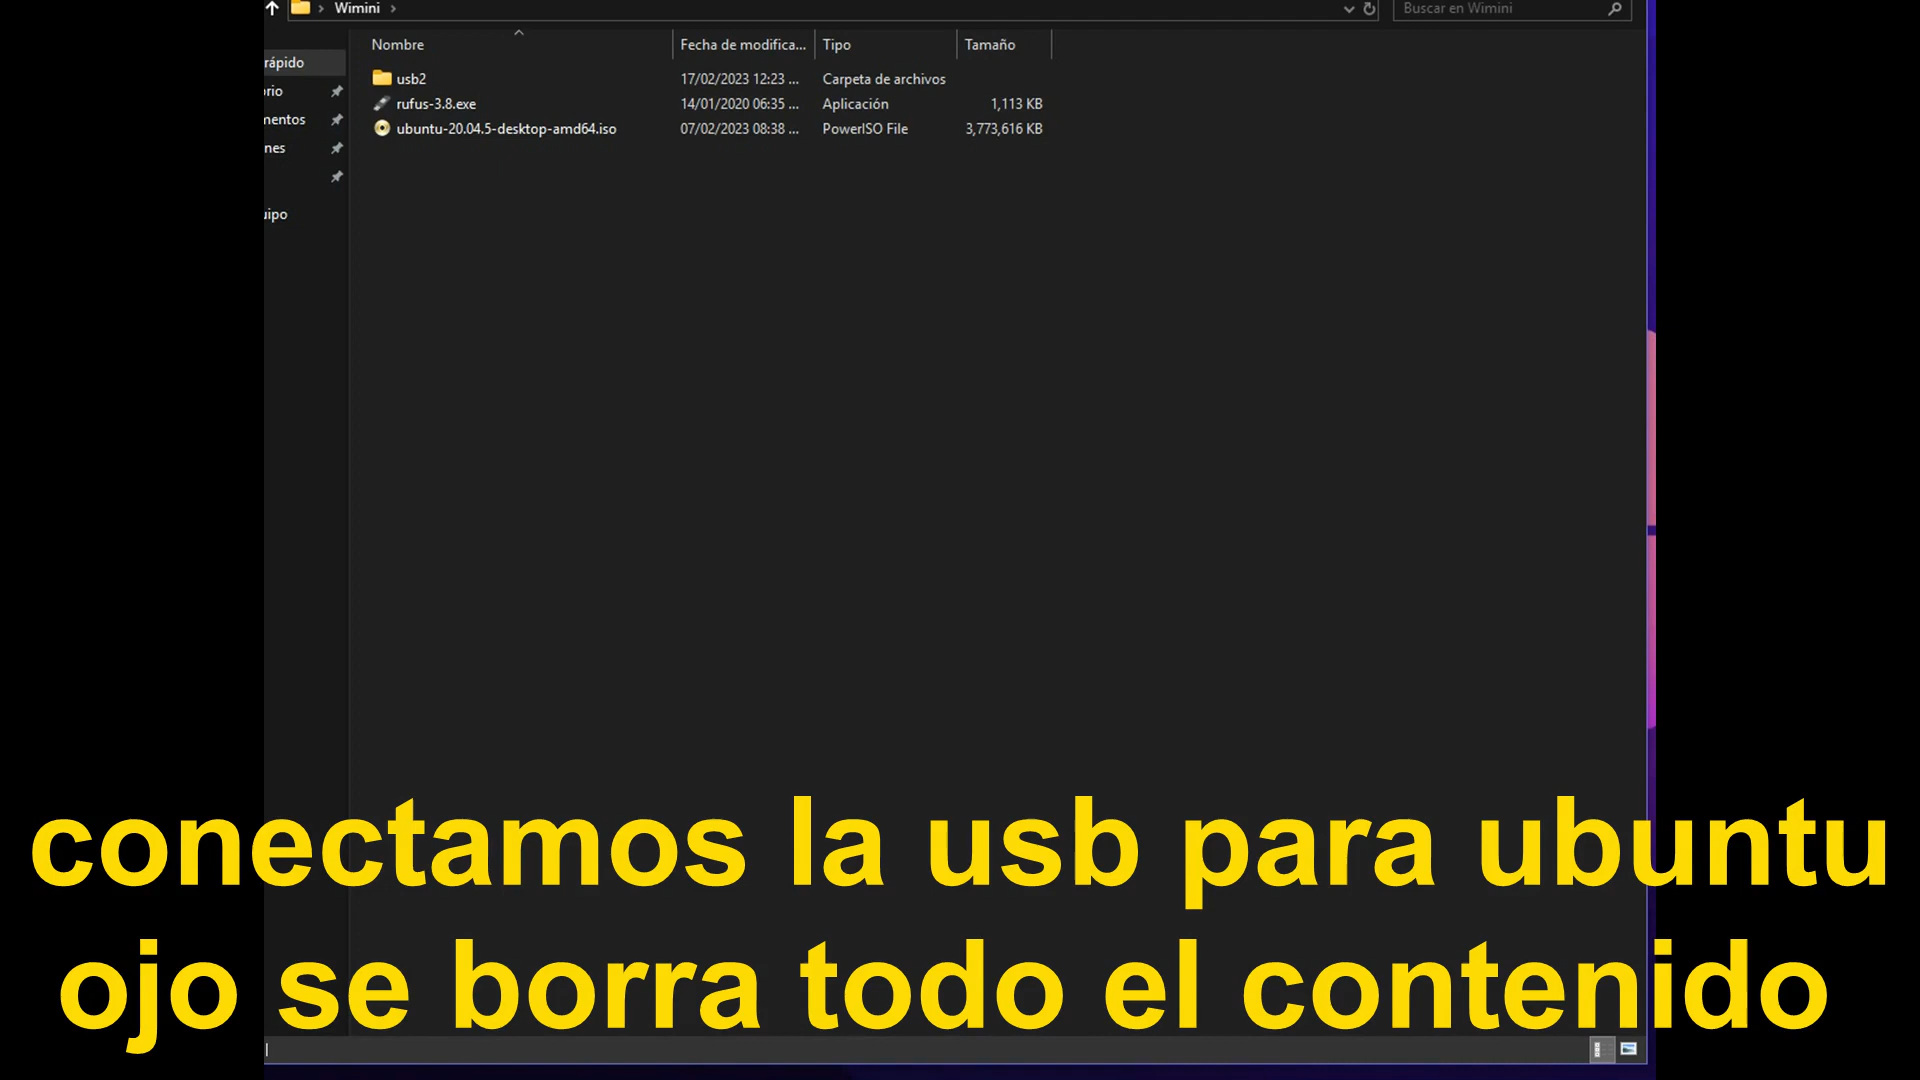 Wimini
Buscar en Wimini
Nombre
Fecha de modifica...
Tipo
Tamaño
rápido
usb2
17/02/2023 12:23 ...
Carpeta de archivos
rio
rufus-3.8.exe
14/01/2020 06:35 ...
Aplicación
1,113 KB
mentos
ubuntu-20.04.5-desktop-amd64.iso
07/02/2023 08:38 ...
PowerISO File
3,773,616 KB
nes
uipo
conectamos la usb para ubuntu
ojo se borra todo el contenido